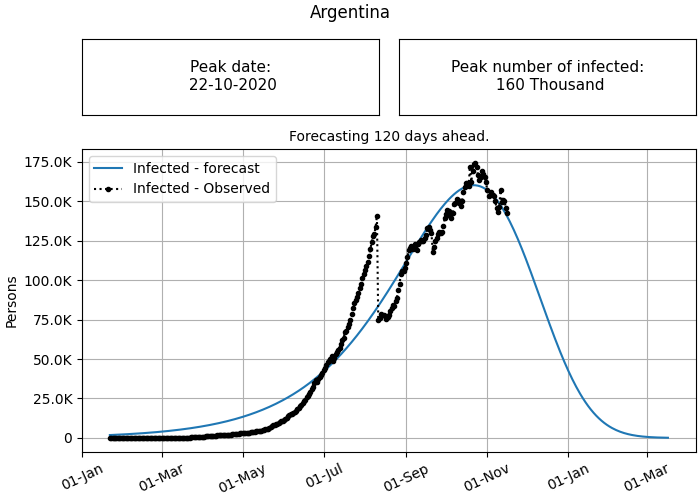 Argentina
Peak date:
22-10-2020
Peak number of infected:
160 Thousand
Forecasting 120 days ahead.
175.0K
150.0K
125.0K
100.0K
75.0K
50.0K
25.0K
0
Persons
Infected - forecast
Infected - Observed
01-Jan
01-Mar
01-May
01-Jul
01-Sep
01-Nov
01-Jan
01-Mar